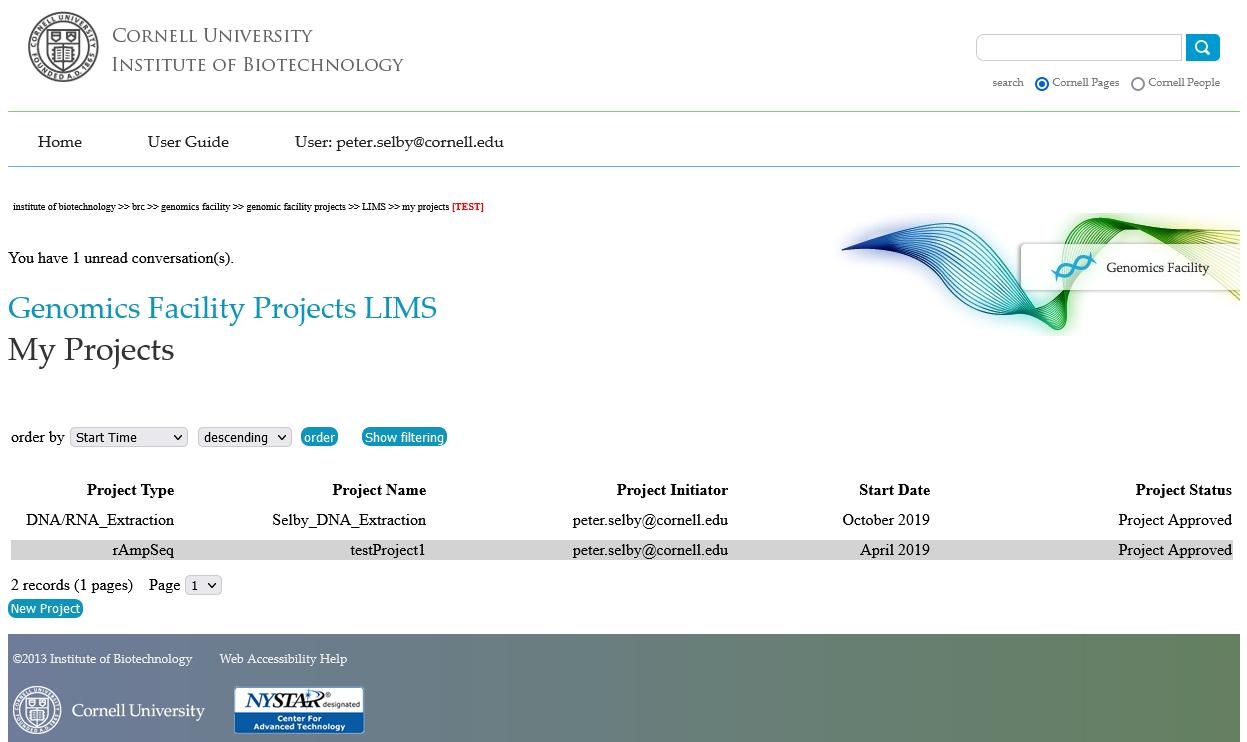 CORNELL UNIVERSITY
INSTITUTE OF BIOTECHNOLOGY
search Cornell Pages Cornell People
Home User Guide User: peter.selby@cornell.edu
institute of biotechnology >> brc >> genomics facility >> genomic facility projects >> LIMS >> my projects [TEST]
You have 1 unread conversation(s).
Genomics Facility
Genomics Facility Projects LIMS
My Projects
order by Start Time descending order Show filtering
Project Type Project Name Project Initiator Start Date Project Status
DNA/RNA_Extraction Selby_DNA_Extraction peter.selby@cornell.edu October 2019 Project Approved
rAmpSeq testProject1 peter.selby@cornell.edu April 2019 Project Approved
2 records (1 pages) Page 1
New Project
©2013 Institute of Biotechnology Web Accessibility Help
Cornell University
NYSTAR® designated
Center For
Advanced Technology